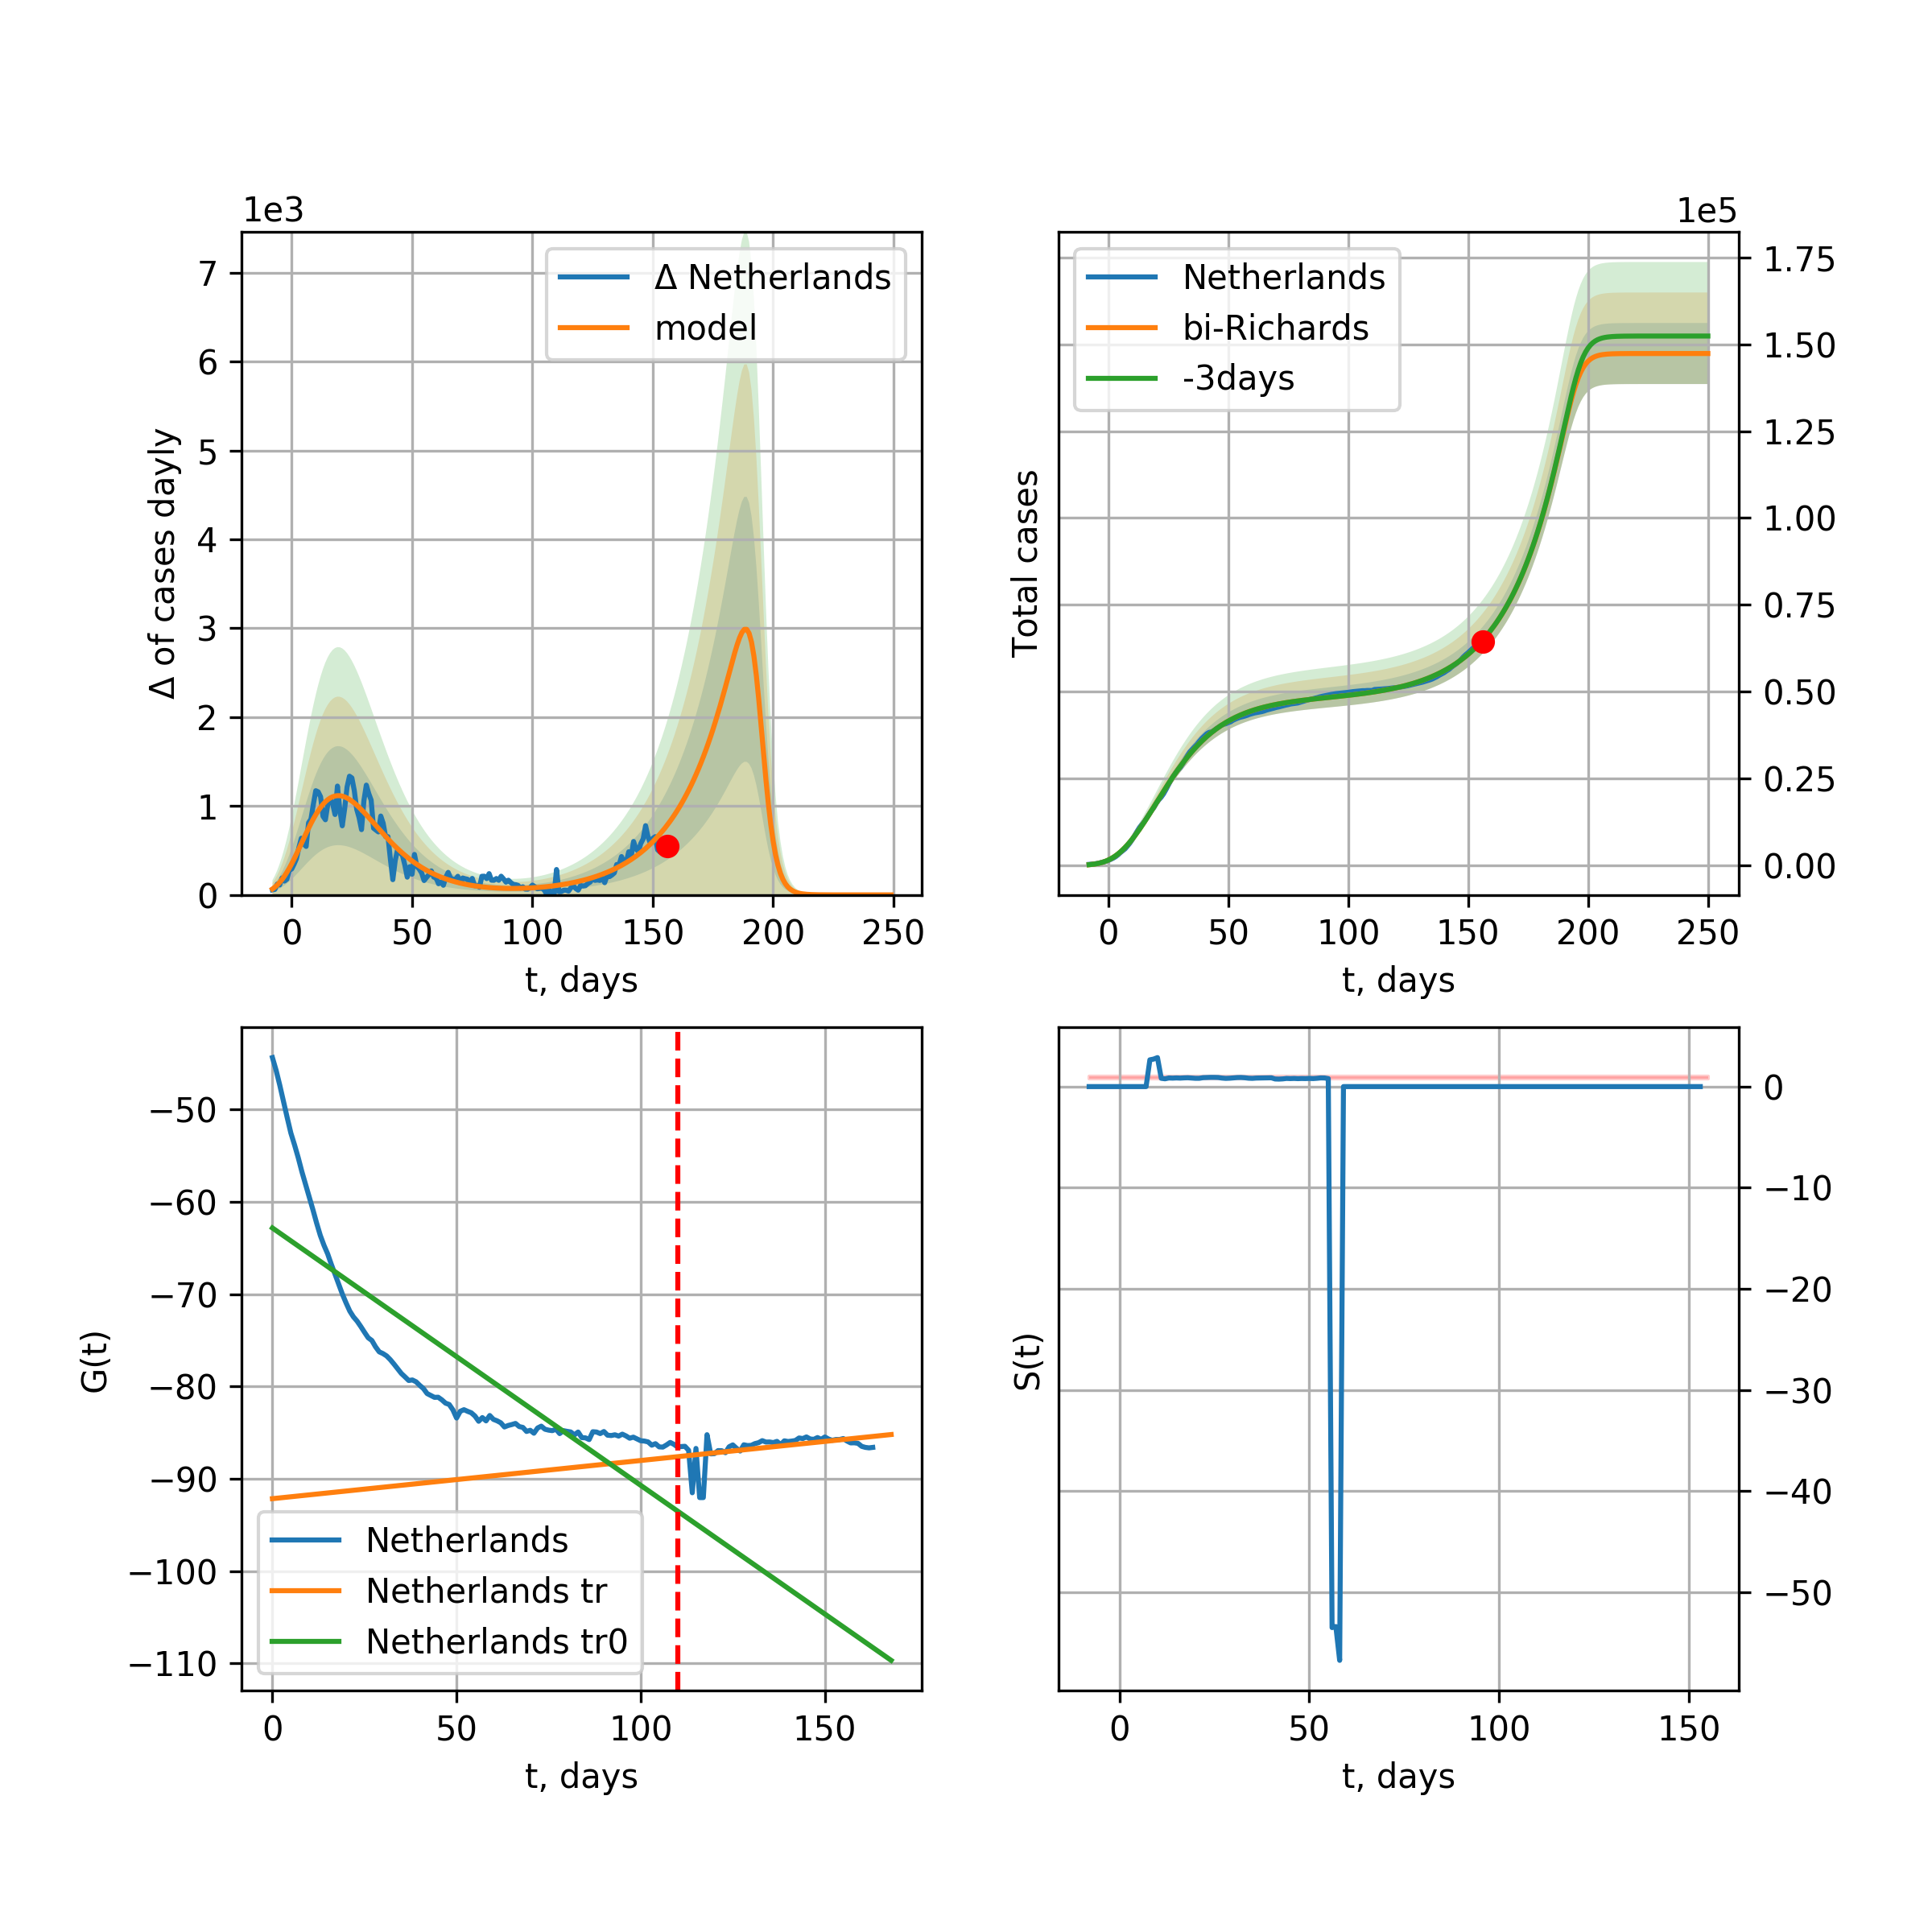 1e3
Δ of cases dayly
7
6
5
4
3
2
1
0
Δ Netherlands
model
0 50 100 150 200 250
t, days
1e5
Total cases
Netherlands
bi-Richards
-3days
1.75
1.50
1.25
1.00
0.75
0.50
0.25
0.00
0 50 100 150 200 250
t, days
G(t)
−50
−60
−70
−80
−90
−100
−110
Netherlands
Netherlands tr
Netherlands tr0
0 50 100 150
t, days
S(t)
0
−10
−20
−30
−40
−50
0 50 100 150
t, days